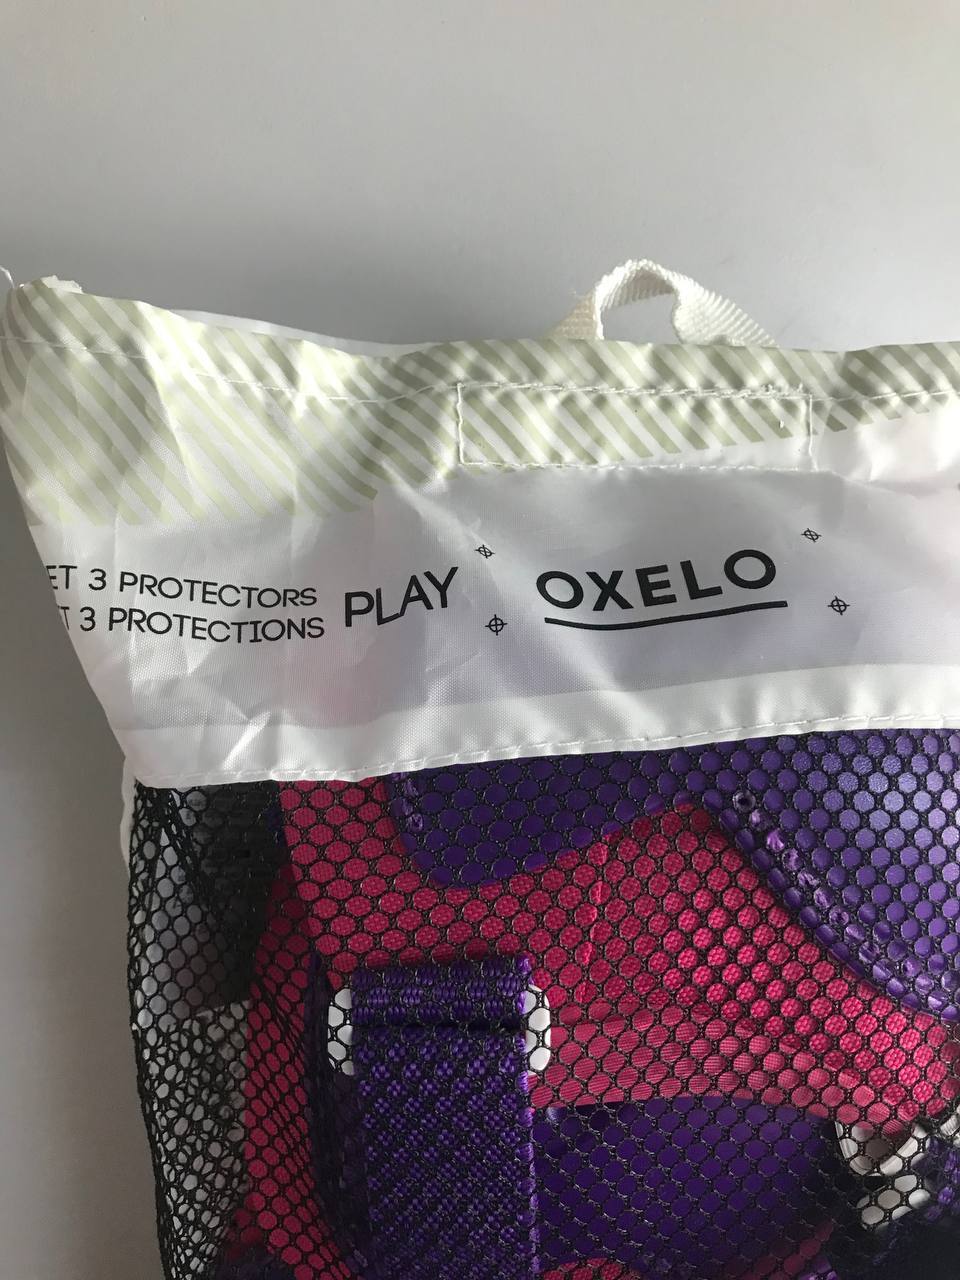 ET 3 PROTECTORS
T 3 PROTECTIONS
PLAY
OXELO